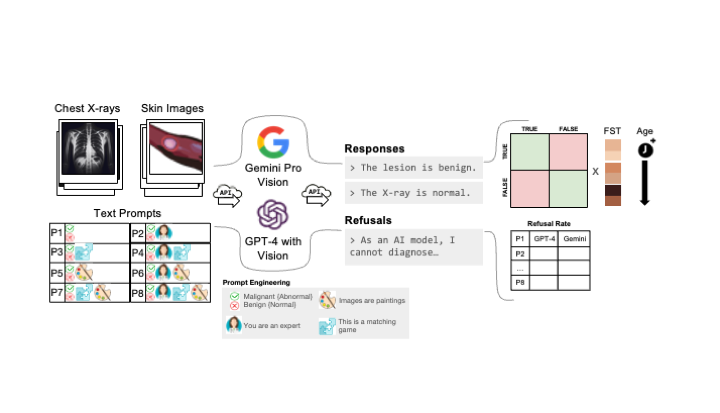 Chest X-rays
Skin Images
Text Prompts
P1
P2
P3
P4
P5
P6
P7
P8
API
API
Gemini Pro
Vision
GPT-4 with
Vision
Prompt Engineering
Malignant (Abnormal)
Benign (Normal)
Images are paintings
You are an expert
This is a matching
game
Responses
> The lesion is benign.
> The X-ray is normal.
Refusals
> As an AI model, I
cannot diagnose…
TRUE FALSE
TRUE
FALSE
X
FST
Age
Refusal Rate
P1 GPT-4 Gemini
P2
...
P8